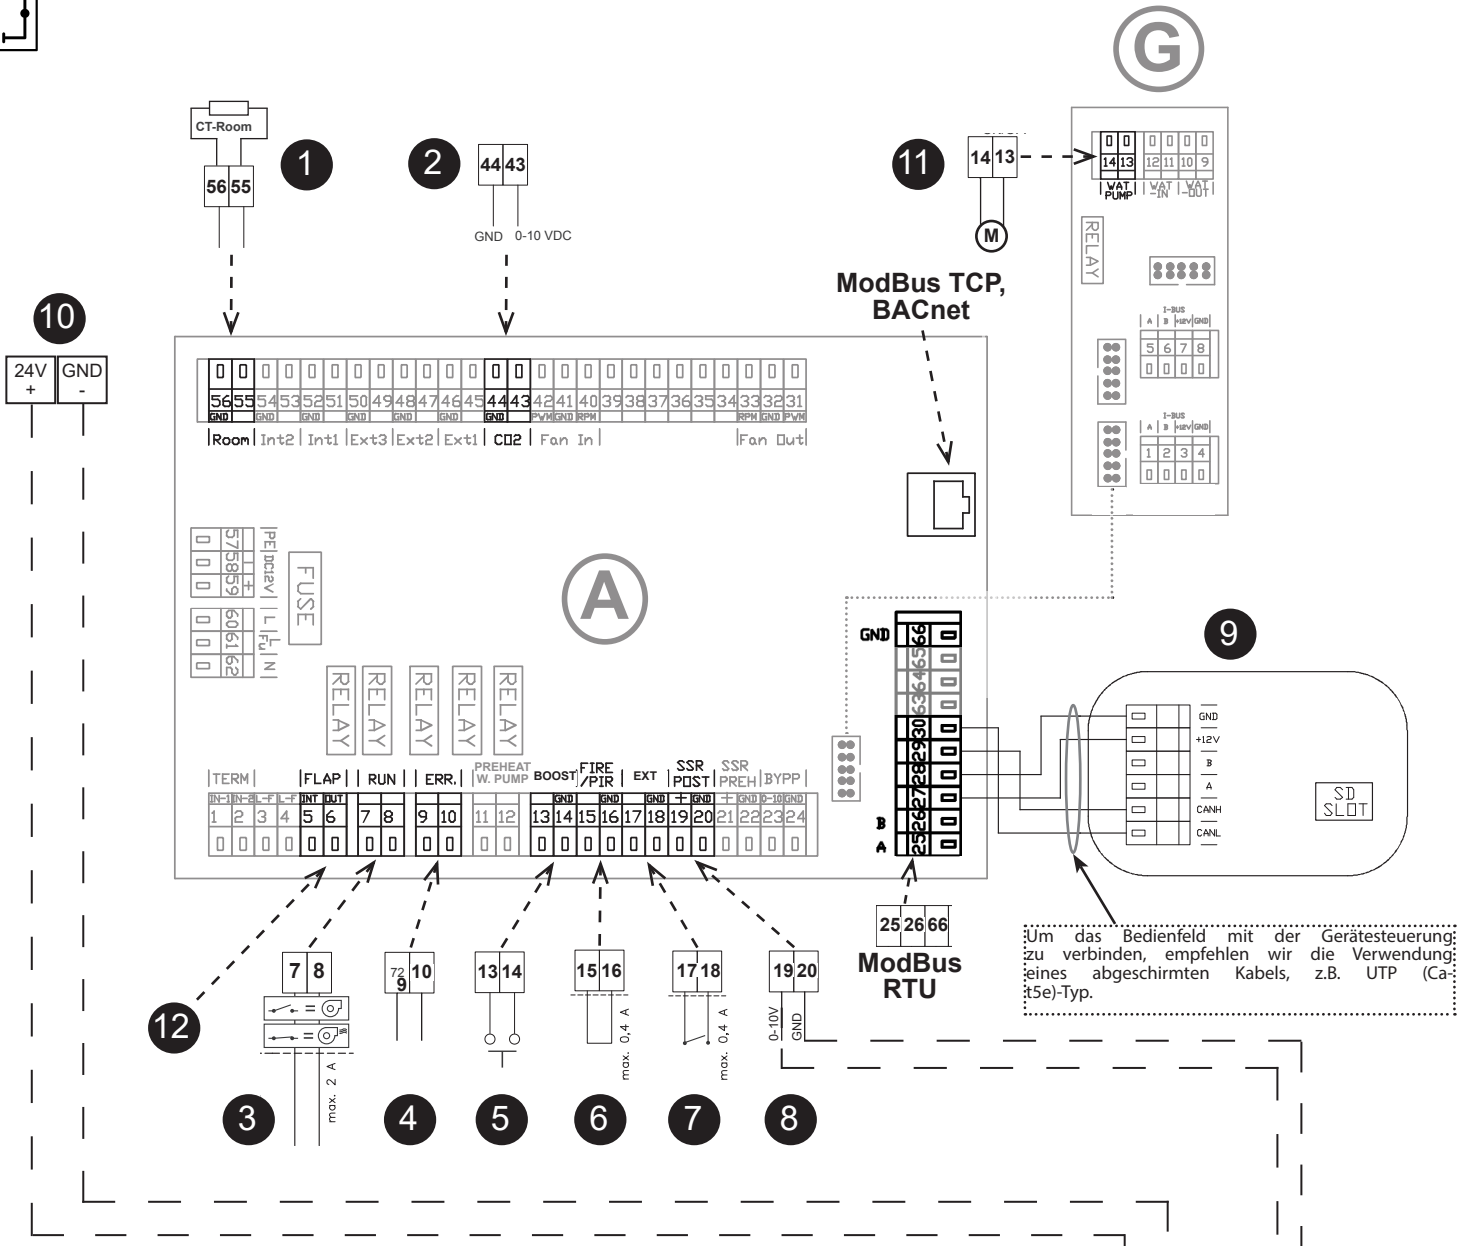 G
CT-Room
1
56 55
2
44 43
GND 0-10 VDC
11
14 13
M
14 13 12 11 10 9
WAT PUMP
WAT -IN
WAT -OUT
RELAY
I-BUS
A B +12V GND
5 6 7 8
I-BUS
A B +12V GND
1 2 3 4
ModBus TCP,
BACnet
10
24V GND
+ -
56 55 54 53 52 51 50 49 48 47 46 45 44 43 42 41 40 39 38 37 36 35 34 33 32 31
GND GND GND GND GND GND GND PWM GND RPM RPM GND PWM
Room Int2 Int1 Ext3 Ext2 Ext1 CO2 Fan In Fan Out
57 58 59
PE DC12V - +
60 61 62
L L Fu N
FUSE
A
RELAY RELAY RELAY RELAY RELAY
GND 66
65
64
63
30
29
28
27
B 26
A 25
9
GND
+12V
B
A
CANH
CANL
SD
SLOT
TERM FLAP RUN ERR. PREHEAT
W. PUMP BOOST FIRE
/PIR EXT SSR
POST SSR
PREH BYPP
IN-1 IN-2 L-F L-F INT OUT GND GND GND + GND + GND 0-10 GND
1 2 3 4 5 6 7 8 9 10 11 12 13 14 15 16 17 18 19 20 21 22 23 24
25 26 66
ModBus
RTU
Um das Bedienfeld mit der Gerätesteuerung
zu verbinden, empfehlen wir die Verwendung
eines abgeschirmten Kabels, z.B. UTP (Ca-
t5e)-Typ.
12
7 8
=
=
max. 2 A
3
72
9 10
4
13 14
5
15 16
max. 0,4 A
6
17 18
max. 0,4 A
7
19 20
0-10V
GND
8